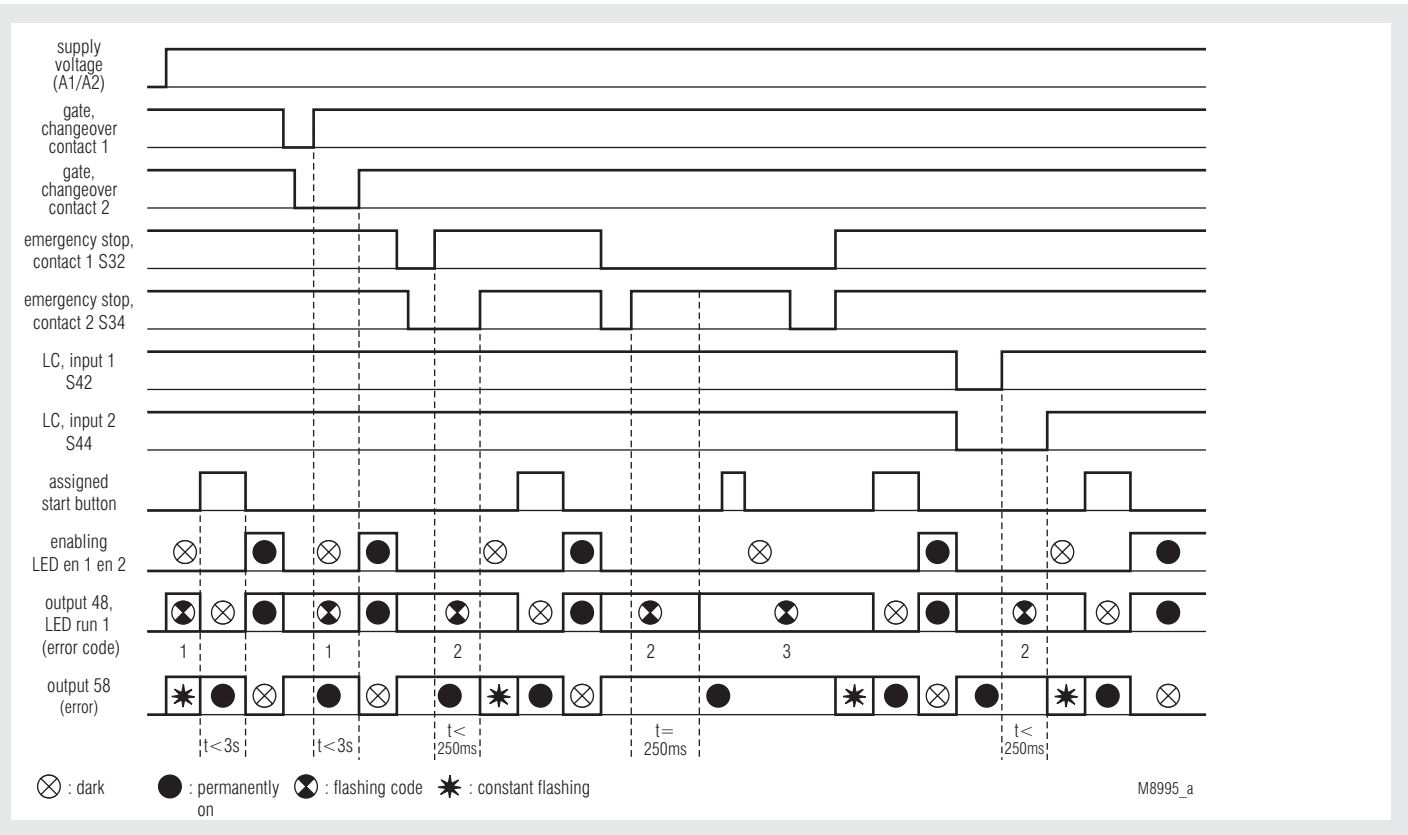 supply
voltage
(A1/A2)
gate,
changeover
contact 1
gate,
changeover
contact 2
emergency stop,
contact 1 S32
emergency stop,
contact 2 S34
LC, input 1
S42
LC, input 2
S44
assigned
start button
enabling
LED en 1 en 2
output 48,
LED run 1
(error code)
1 1 2 2 3 2
output 58
(error)
t<3s
t<3s
t<
250ms
t=
250ms
t<
250ms
: dark
: permanently
on
: flashing code
: constant flashing
M8995_a